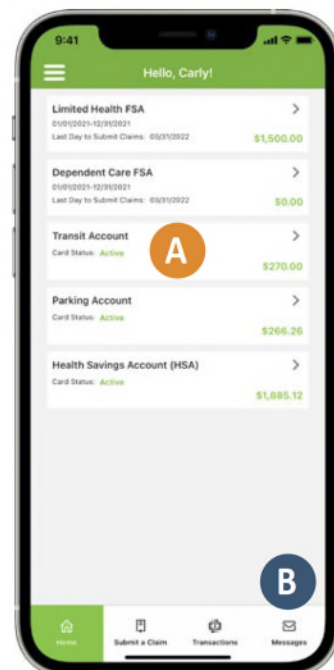 9:41
Hello, Carly!
Limited Health FSA
01/01/2021-12/31/2021
Last Day to Submit Claims: 03/31/2022
$1,500.00
Dependent Care FSA
01/01/2021-12/31/2021
Last Day to Submit Claims: 03/31/2022
$0.00
Transit Account
Card Status: Active
A
$270.00
Parking Account
Card Status: Active
$266.26
Health Savings Account (HSA)
Card Status: Active
$1,885.12
B
Home Submit a Claim Transactions Messages